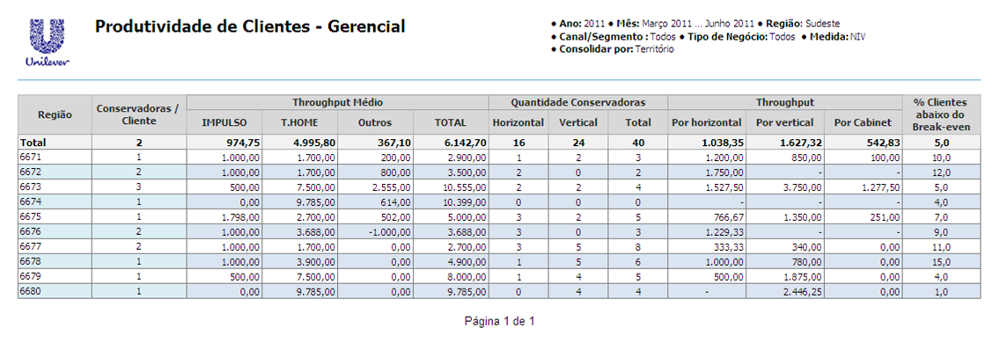 Unilever
Produtividade de Clientes - Gerencial
● Ano: 2011 ● Mês: Março 2011 ... Junho 2011 ● Região: Sudeste
● Canal/Segmento : Todos ● Tipo de Negócio: Todos ● Medida: NIV
● Consolidar por: Território
Região Conservadoras / Cliente Throughput Médio Quantidade Conservadoras Throughput % Clientes abaixo do Break-even
IMPULSO T.HOME Outros TOTAL Horizontal Vertical Total Por horizontal Por vertical Por Cabinet
Total 2 974,75 4.995,80 367,10 6.142,70 16 24 40 1.038,35 1.627,32 542,83 5,0
6671 1 1.000,00 1.700,00 200,00 2.900,00 1 2 3 1.200,00 850,00 100,00 10,0
6672 2 1.000,00 1.700,00 800,00 3.500,00 2 0 2 1.750,00 - - 12,0
6673 3 500,00 7.500,00 2.555,00 10.555,00 2 2 4 1.527,50 3.750,00 1.277,50 5,0
6674 1 0,00 9.785,00 614,00 10.399,00 0 0 0 - - - 4,0
6675 1 1.798,00 2.700,00 502,00 5.000,00 3 2 5 766,67 1.350,00 251,00 7,0
6676 2 1.000,00 3.688,00 -1.000,00 3.688,00 3 0 3 1.229,33 - - 9,0
6677 2 1.000,00 1.700,00 0,00 2.700,00 3 5 8 333,33 340,00 0,00 11,0
6678 1 1.000,00 3.900,00 0,00 4.900,00 1 5 6 1.000,00 780,00 0,00 15,0
6679 1 500,00 7.500,00 0,00 8.000,00 1 4 5 500,00 1.875,00 0,00 4,0
6680 1 0,00 9.785,00 0,00 9.785,00 0 4 4 - 2.446,25 0,00 1,0
Página 1 de 1